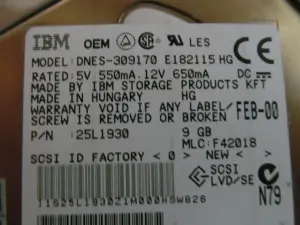 IBM OEM LES
MODEL: DNES-309170 E182115 HG
RATED: 5V 550mA, 12V 650mA DC
MADE BY IBM STORAGE PRODUCTS KFT
MADE IN HUNGARY HG
WARRANTY VOID IF ANY LABEL/
SCREW IS REMOVED OR BROKEN
FEB-00
P/N: 25L1930 9 GB
MLC: F42018
SCSI ID FACTORY < 0 > NEW < >
SCSI
LVD/SE
N79